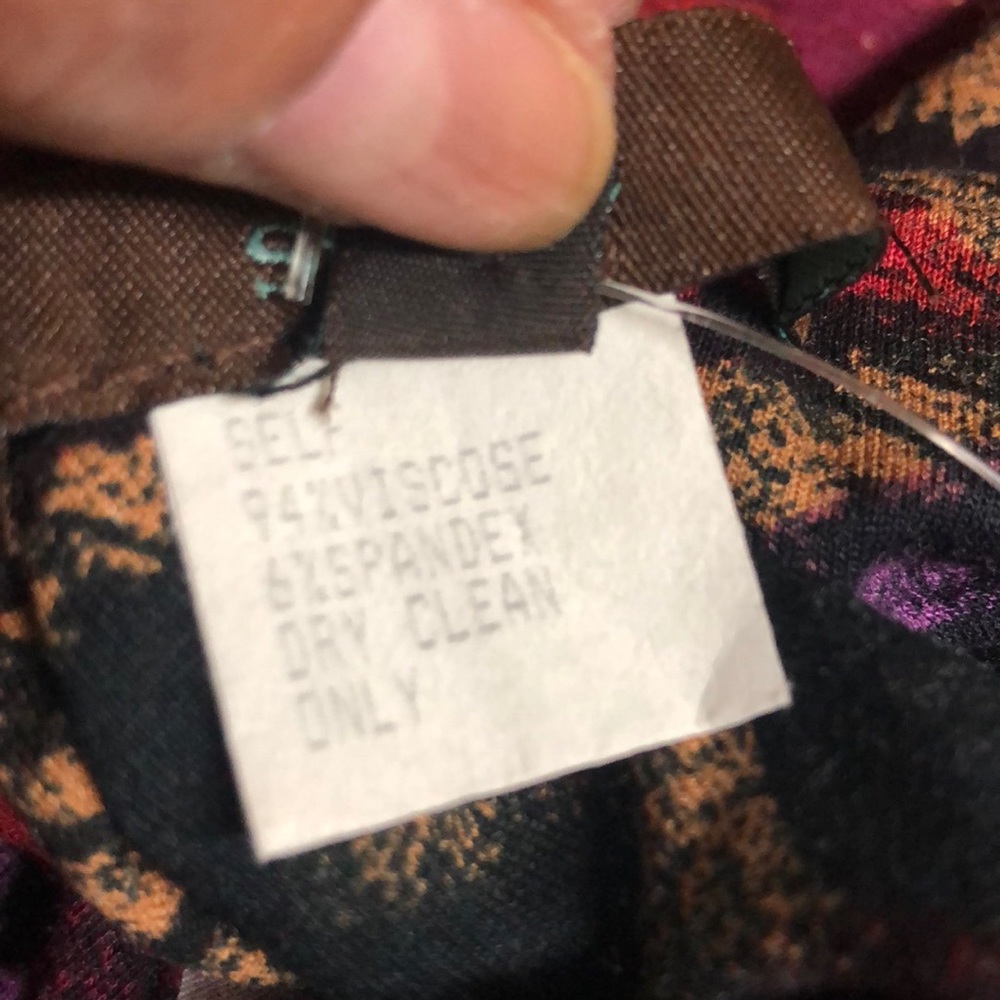 SELF
94%VISCOSE
6%SPANDEX
DRY CLEAN
ONLY